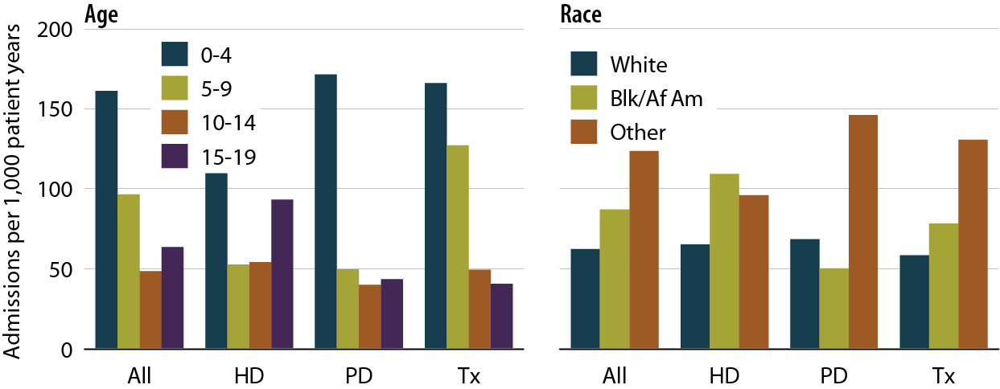 Age
Race
Admissions per 1,000 patient years
200
150
100
50
0
0-4
5-9
10-14
15-19
All
HD
PD
Tx
White
Blk/Af Am
Other
All
HD
PD
Tx